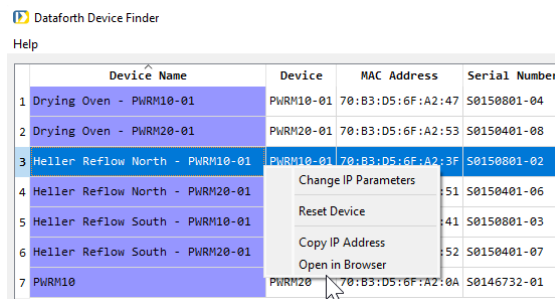 Dataforth Device Finder
Help
Device Name Device MAC Address Serial Number
1 Drying Oven - PWRM10-01 PWRM10-01 70:B3:D5:6F:A2:47 S0150801-04
2 Drying Oven - PWRM20-01 PWRM20-01 70:B3:D5:6F:A2:53 S0150401-08
3 Heller Reflow North - PWRM10-01 PWRM10-01 70:B3:D5:6F:A2:3F S0150801-02
4 Heller Reflow North - PWRM20-01 :51 S0150401-06
5 Heller Reflow South - PWRM10-01 :41 S0150801-03
6 Heller Reflow South - PWRM20-01 :52 S0150401-07
7 PWRM10 PWRM20 70:B3:D5:6F:A2:0A S0146732-01
Change IP Parameters
Reset Device
Copy IP Address
Open in Browser